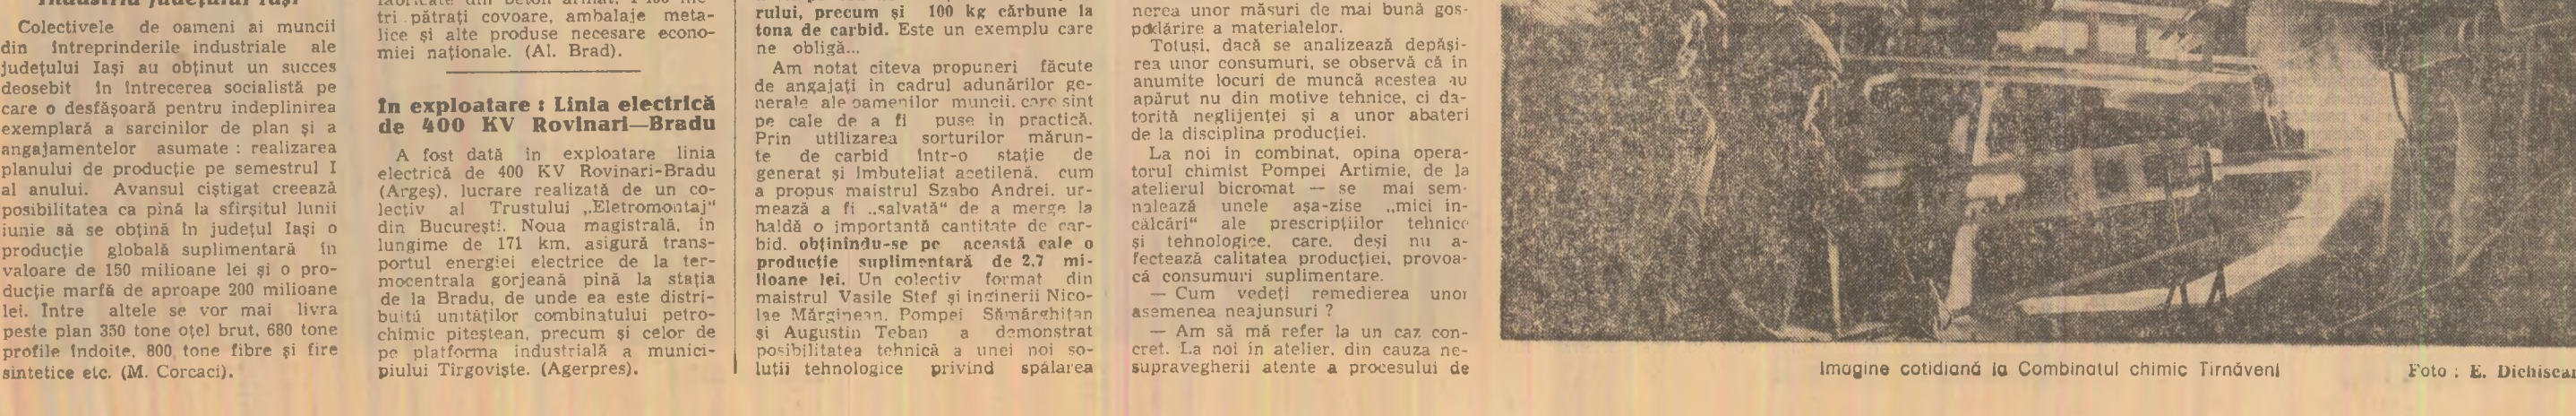 Industria județului Iași
Colectivele de oameni ai muncii
din întreprinderile industriale ale
județului Iași au obținut un succes
deosebit în întrecerea socialistă pe
care o desfășoară pentru îndeplinirea
exemplară a sarcinilor de plan și a
angajamentelor asumate : realizarea
planului de producție pe semestrul I
al anului. Avansul cîștigat creează
posibilitatea ca pînă la sfîrșitul lunii
iunie să se obțină în județul Iași o
producție globală suplimentară în
valoare de 150 milioane lei și o pro-
ducție marfă de aproape 200 milioane
lei. Între altele se vor mai livra
peste plan 350 tone oțel brut, 680 tone
profile îndoite, 800 tone fibre și fire
sintetice etc. (M. Corcaci).
tri pătrați covoare, ambalaje meta-
lice și alte produse necesare econo-
miei naționale. (Al. Brad).
În exploatare : Linia electrică
de 400 KV Rovinari—Bradu
A fost dată în exploatare linia
electrică de 400 KV Rovinari-Bradu
(Argeș), lucrare realizată de un co-
lectiv al Trustului „Eletromontaj“
din București. Noua magistrală, în
lungime de 171 km, asigură trans-
portul energiei electrice de la ter-
mocentrala gorjeană pînă la stația
de la Bradu, de unde ea este distri-
buită unităților combinatului petro-
chimic piteștean, precum și celor de
pe platforma industrială a munici-
piului Tîrgoviște. (Agerpres).
rului, precum și 100 kg cărbune la
tona de carbid. Este un exemplu care
ne obligă...
Am notat cîteva propuneri făcute
de angajați în cadrul adunărilor ge-
nerale ale oamenilor muncii, care sînt
pe cale de a fi puse în practică.
Prin utilizarea sorturilor mărun-
te de carbid într-o stație de
generat și îmbuteliat acetilenă, cum
a propus maistrul Szabo Andrei, ur-
mează a fi „salvată“ de a merge la
haldă o importantă cantitate de car-
bid, obținîndu-se pe această cale o
producție suplimentară de 2,7 mi-
lioane lei. Un colectiv format din
maistrul Vasile Stef și inginerii Nico-
lae Mărginean, Pompei Sămărghițan
și Augustin Teban a demonstrat
posibilitatea tehnică a unei noi so-
luții tehnologice privind spălarea
nerea unor măsuri de mai bună gos-
podărire a materialelor.
Totuși, dacă se analizează depăși-
rea unor consumuri, se observă că în
anumite locuri de muncă acestea au
apărut nu din motive tehnice, ci da-
torită neglijenței și a unor abateri
de la disciplina producției.
La noi în combinat, opina opera-
torul chimist Pompei Artimie, de la
atelierul bicromat — se mai sem-
nalează unele așa-zise „mici în-
călcări“ ale prescripțiilor tehnice
și tehnologice, care, deși nu a-
fectează calitatea producției, provoa-
că consumuri suplimentare.
— Cum vedeți remedierea unor
asemenea neajunsuri ?
— Am să mă refer la un caz con-
cret. La noi în atelier, din cauza ne-
supravegherii atente a procesului de
Imagine cotidiană la Combinatul chimic Tîrnăveni
Foto : E. Dichisea